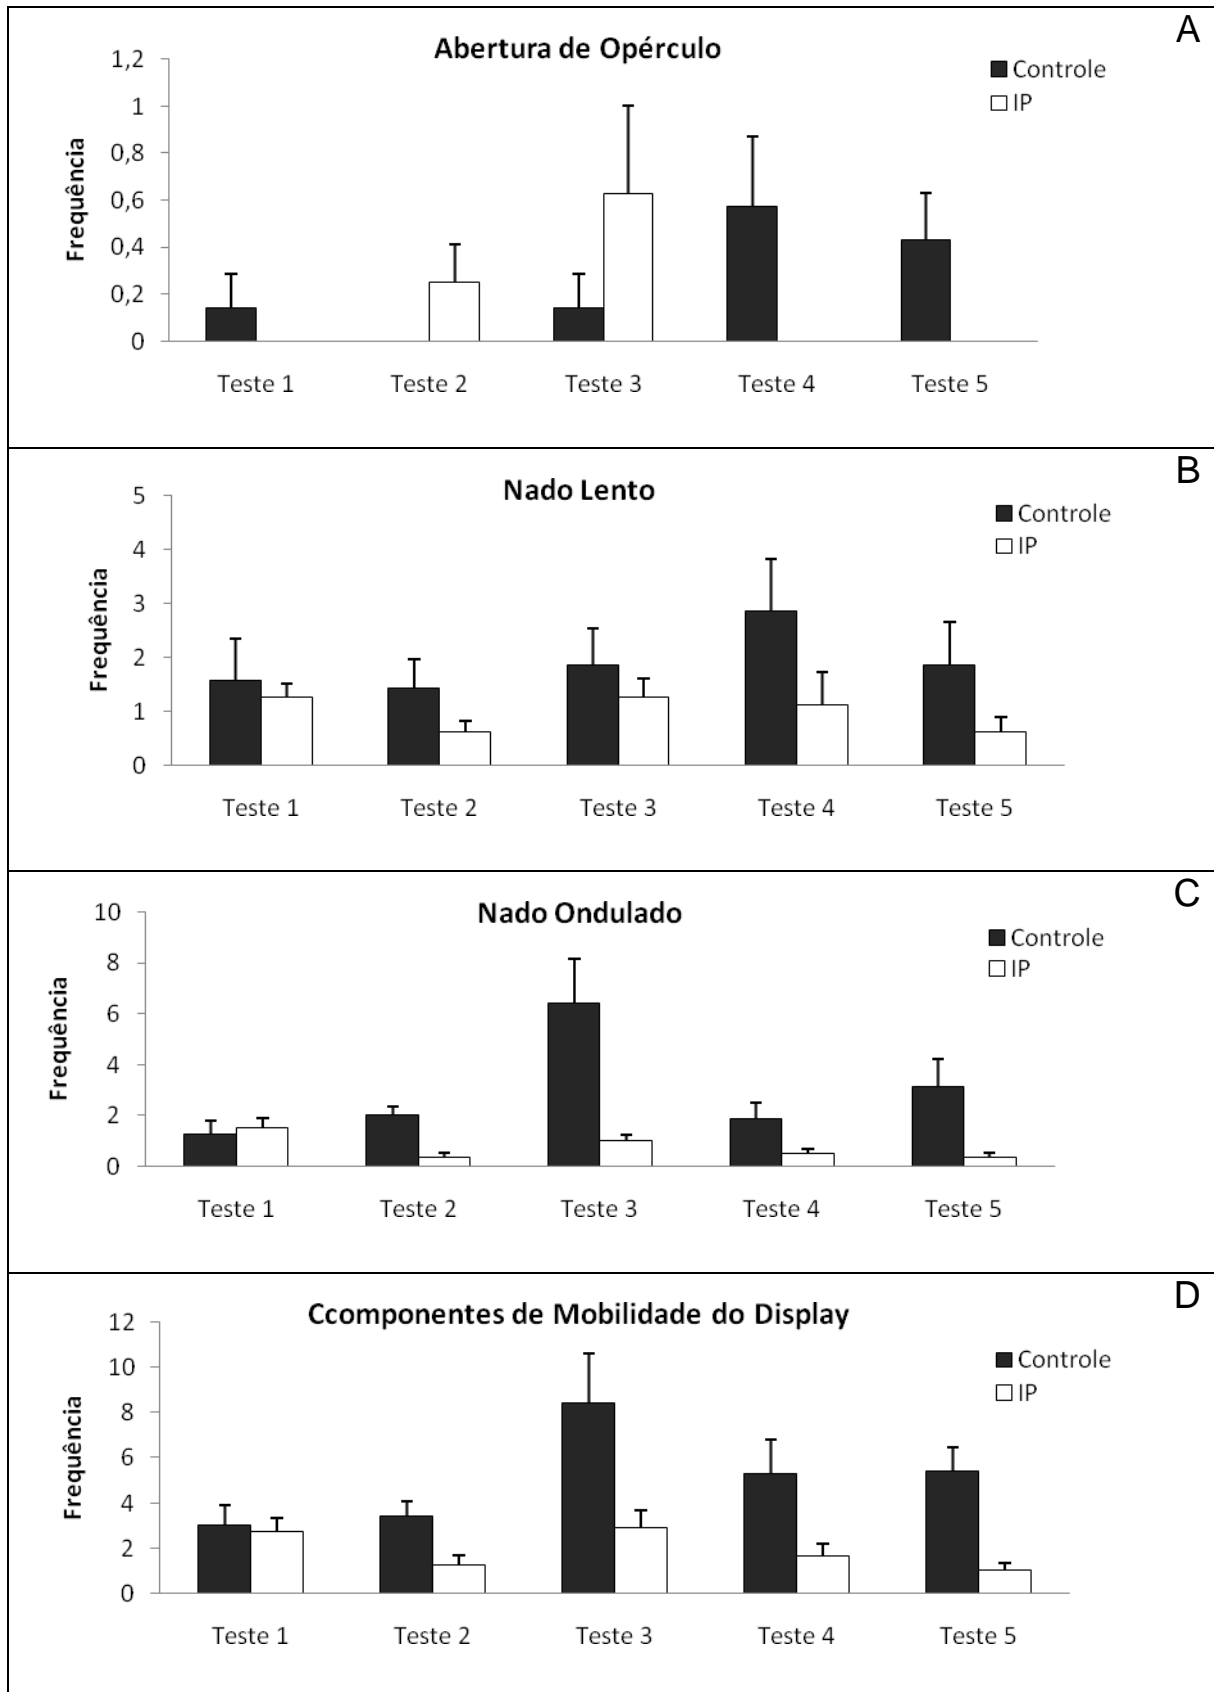 A
Abertura de Opérculo
Controle
IP
Frequência
1,2
1
0,8
0,6
0,4
0,2
0
Teste 1 Teste 2 Teste 3 Teste 4 Teste 5
B
Nado Lento
Controle
IP
Frequência
5
4
3
2
1
0
Teste 1 Teste 2 Teste 3 Teste 4 Teste 5
C
Nado Ondulado
Controle
IP
Frequência
10
8
6
4
2
0
Teste 1 Teste 2 Teste 3 Teste 4 Teste 5
D
Ccomponentes de Mobilidade do Display
Controle
IP
Frequência
12
10
8
6
4
2
0
Teste 1 Teste 2 Teste 3 Teste 4 Teste 5